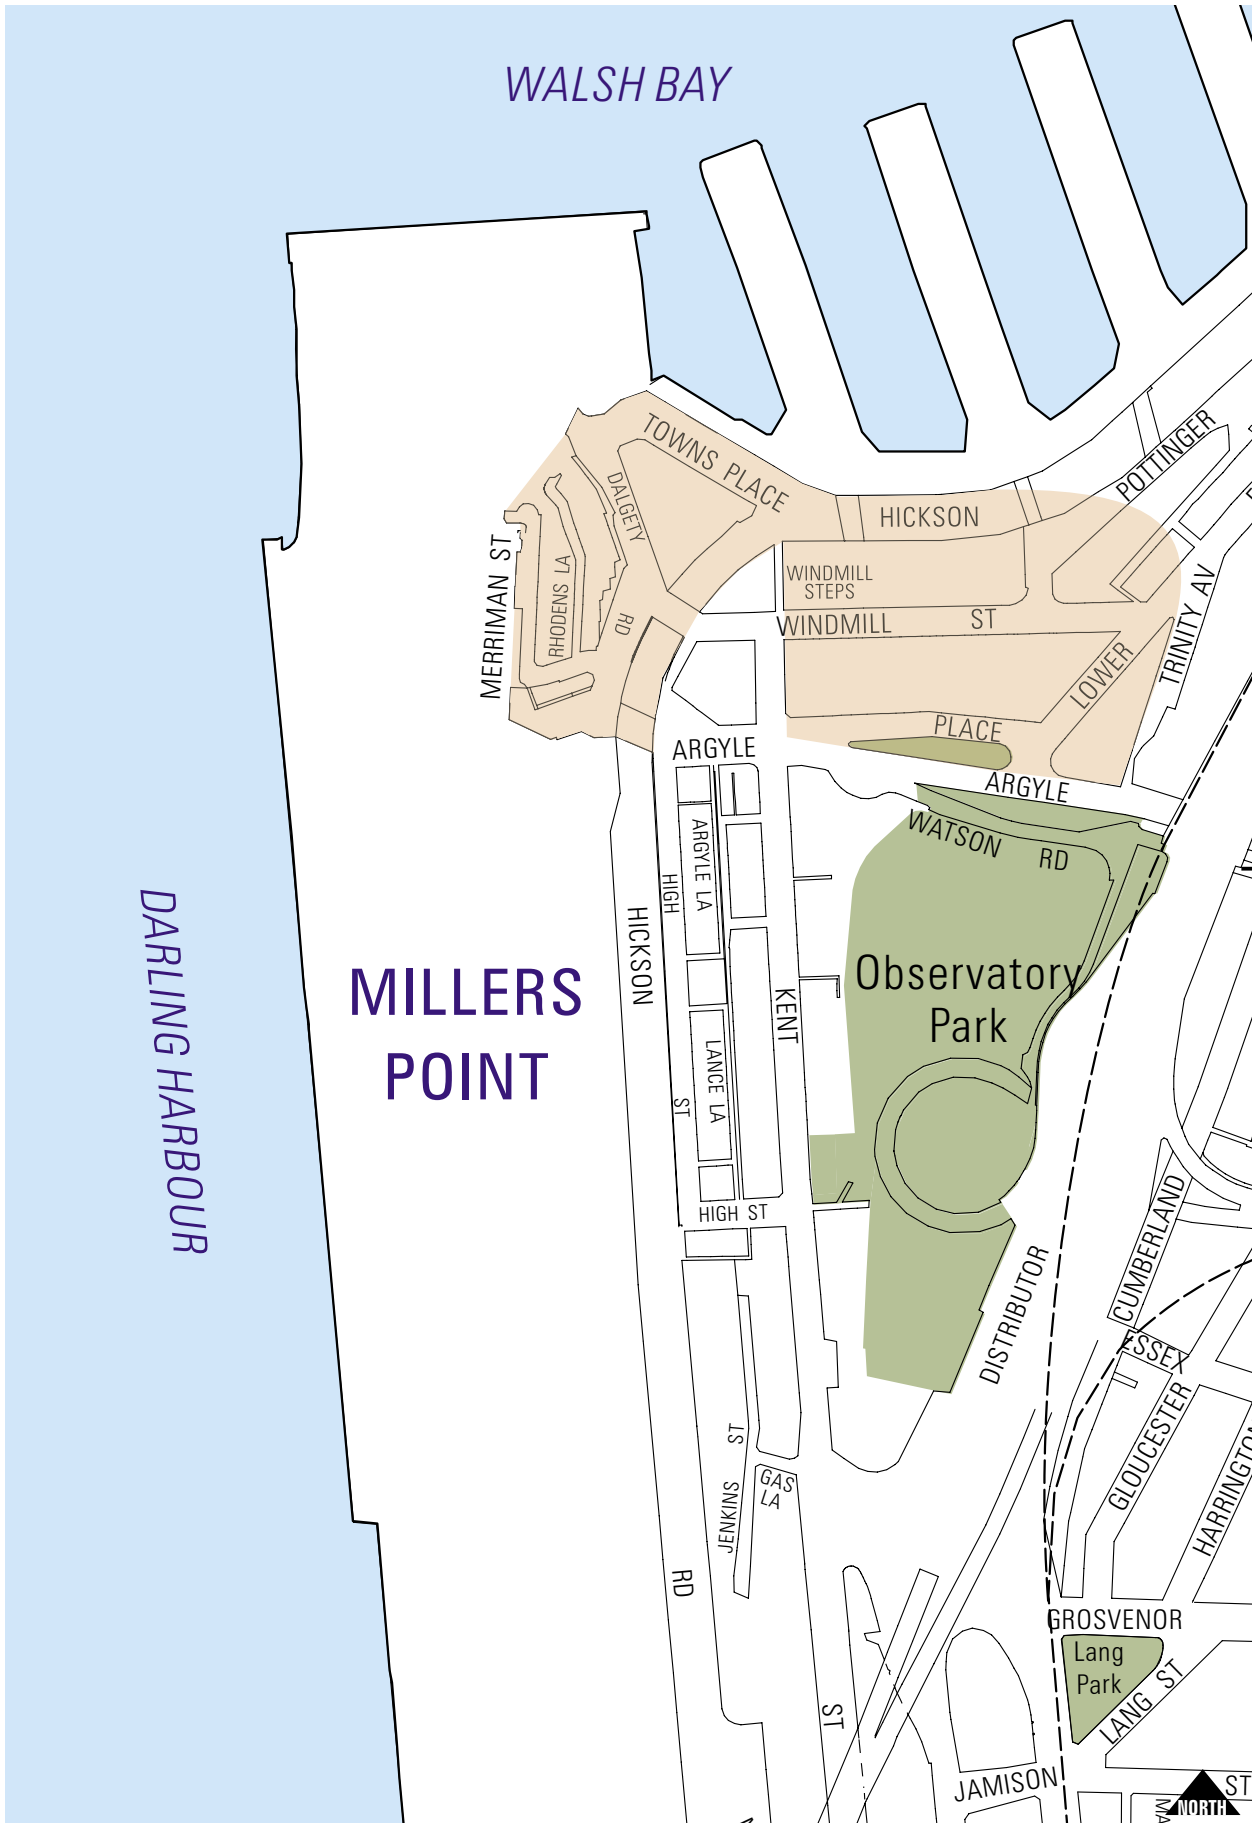 WALSH BAY
TOWNS PLACE
POTTINGER
DALGETY
RD
HICKSON
MERRIMAN ST
RHODENS LA
WINDMILL
STEPS
WINDMILL ST
TRINITY AV
LOWER
PLACE
ARGYLE
ARGYLE
WATSON RD
ARGYLE LA
HIGH
ST
HICKSON
RD
DARLING HARBOUR
MILLERS
POINT
Observatory
Park
KENT
ST
LANCE LA
HIGH ST
CUMBERLAND
DISTRIBUTOR
ESSEX
GLOUCESTER
HARRINGTON
JENKINS
ST
GAS
LA
GROSVENOR
Lang
Park
LANG ST
JAMISON
ST
NORTH